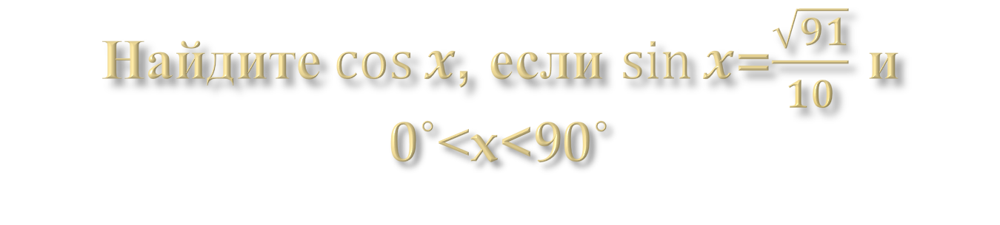 Найдите cos x, если sin x=√91/10 и
0°<x<90°